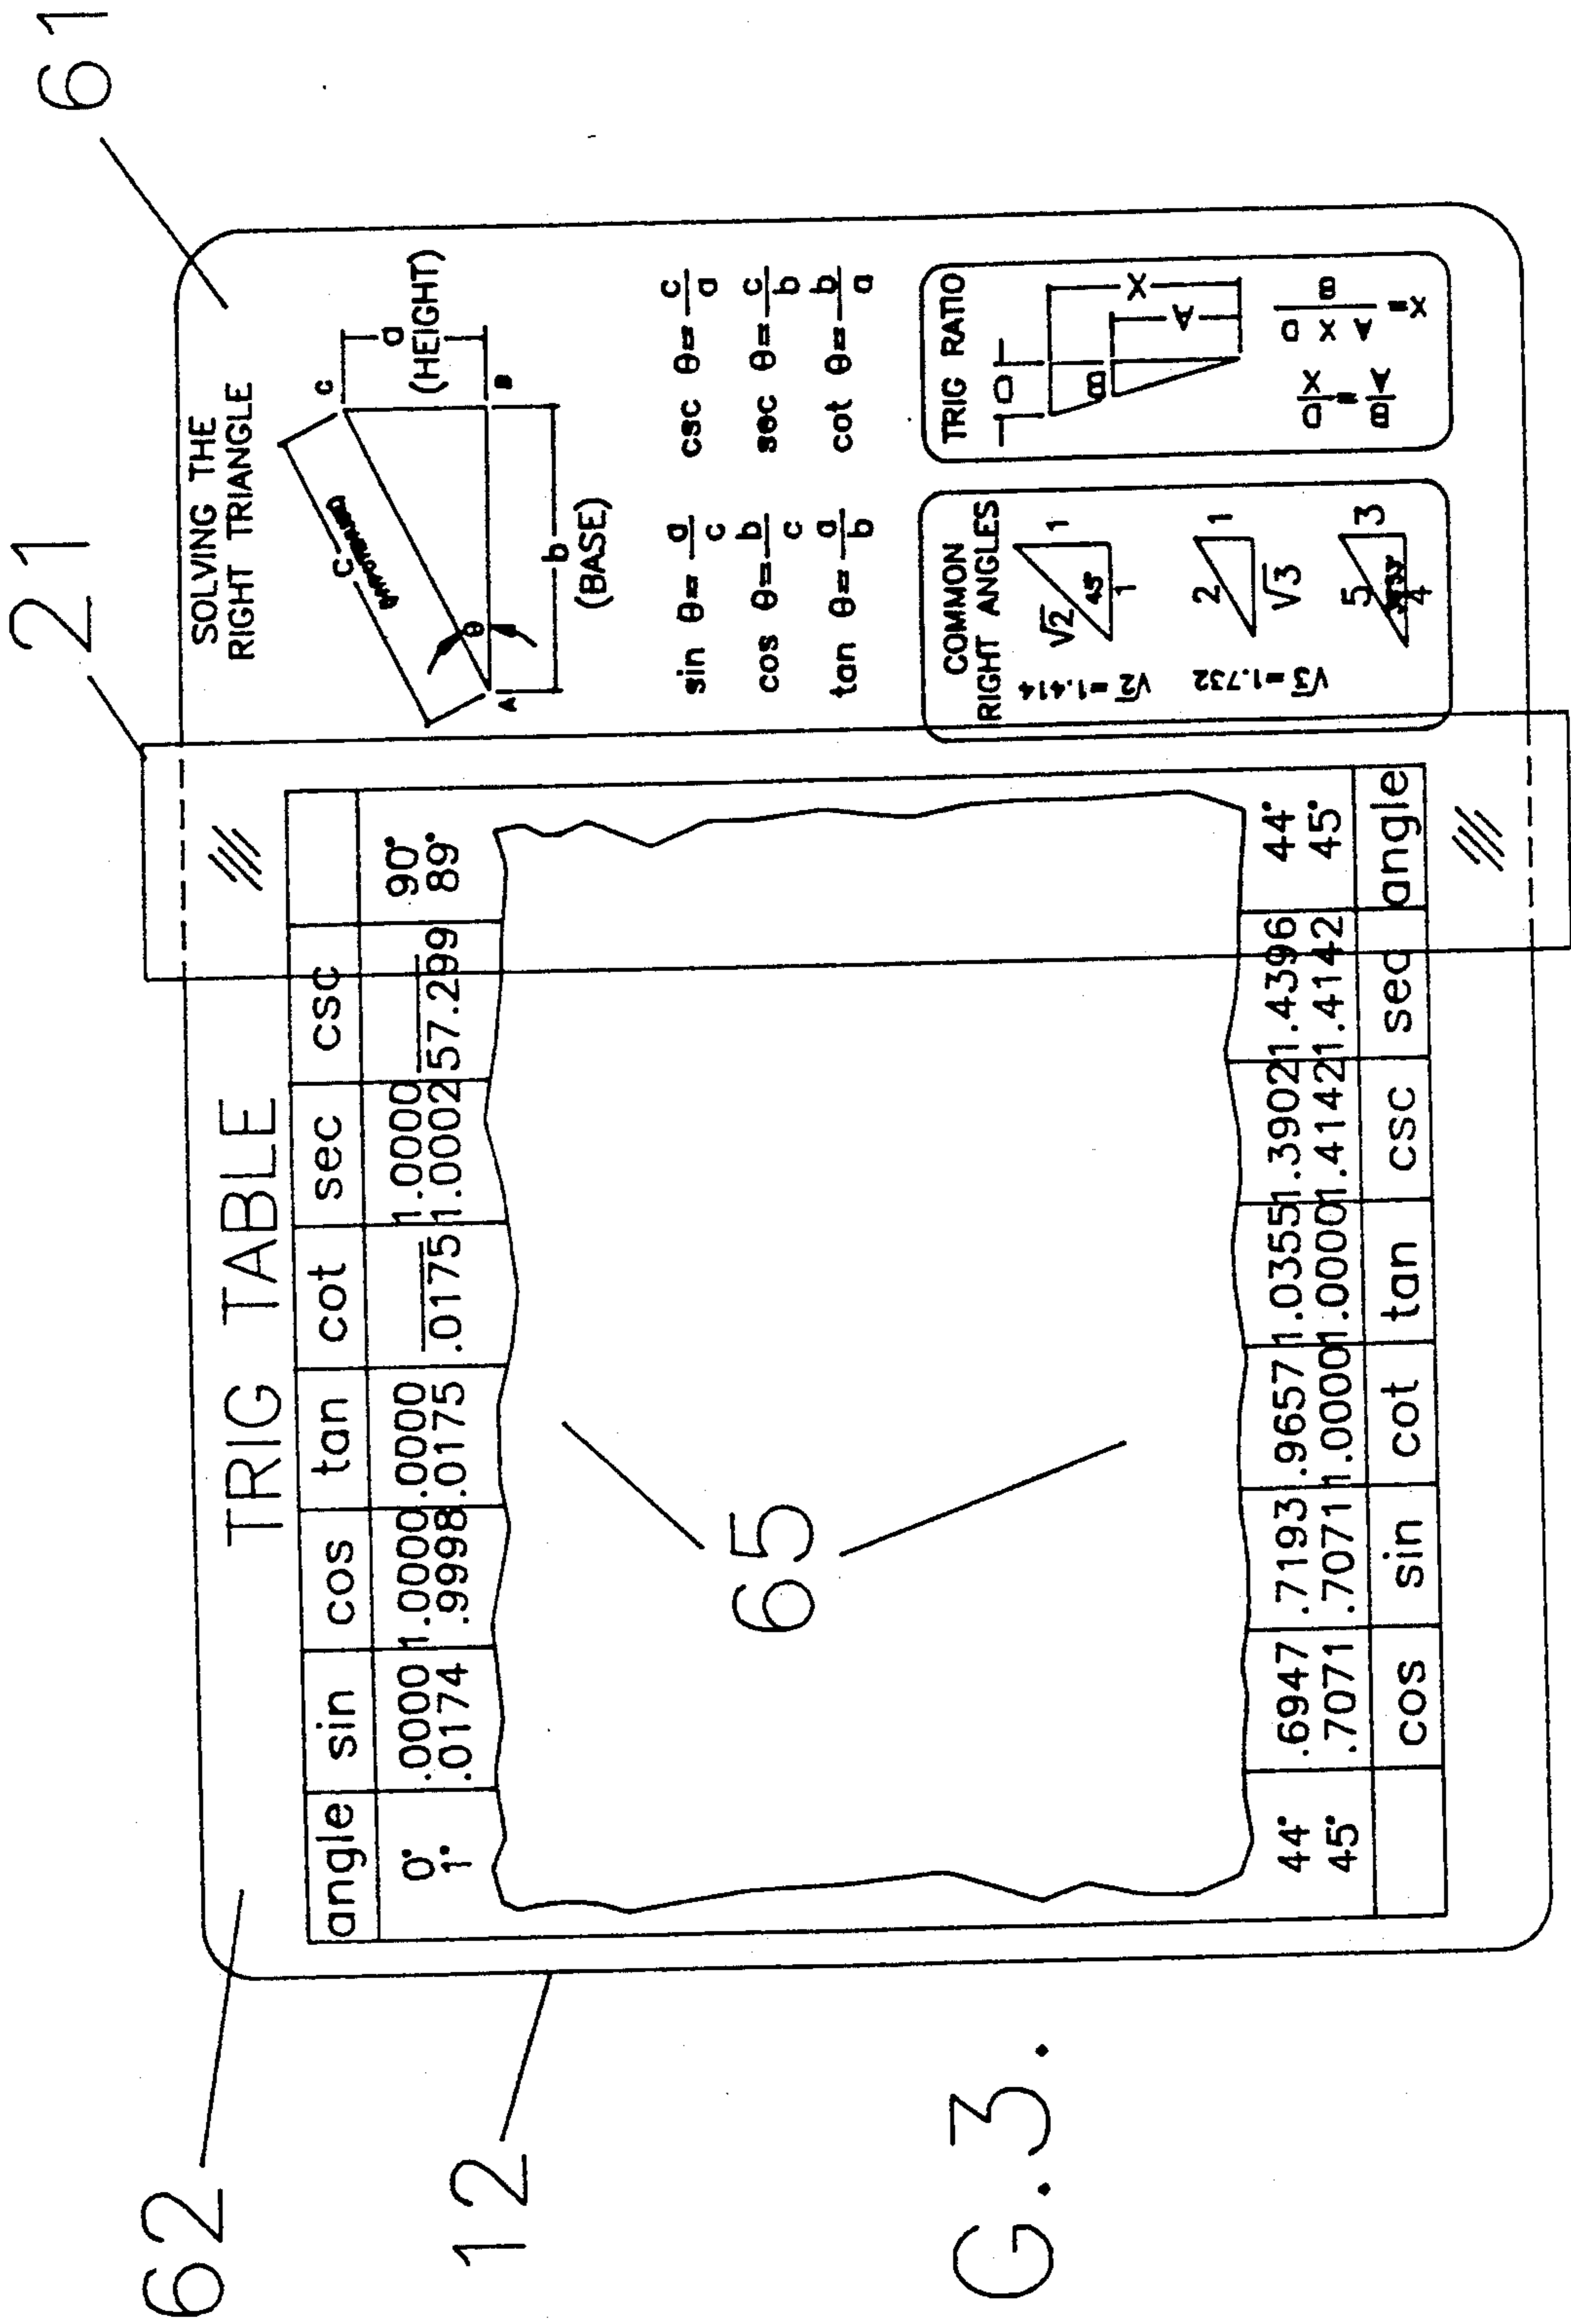 62
12
21
61
TRIG TABLE
angle sin cos tan cot sec csc
0° .0000 1.0000 .0000 — 1.0000 — 90°
1° .0174 .9998 .0175 .0175 1.0002 57.299 89°
65
44° .6947 .7193 .9657 1.0355 1.3902 1.4396 44°
45° .7071 .7071 1.0000 1.0000 1.4142 1.4142 45°
cos sin cot tan csc sec angle
SOLVING THE
RIGHT TRIANGLE
C
c
a
(HEIGHT)
θ
A
B
b
(BASE)
sin θ= a/c csc θ= c/a
cos θ= b/c sec θ= c/b
tan θ= a/b cot θ= b/a
COMMON
RIGHT ANGLES
√2
45°
1
1
√2=1.414
2
1
√3
√3=1.732
5
3
4
TRIG RATIO
D
B
X
A
D/B = X/A
X= A X D / B
G.3.